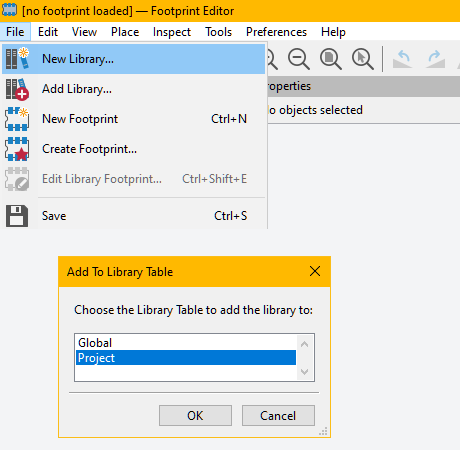 [no footprint loaded] — Footprint Editor
File Edit View Place Inspect Tools Preferences Help
New Library...
Add Library...
roperties
New Footprint Ctrl+N
o objects selected
Create Footprint...
Edit Library Footprint... Ctrl+Shift+E
Save Ctrl+S
Add To Library Table
Choose the Library Table to add the library to:
Global
Project
OK Cancel